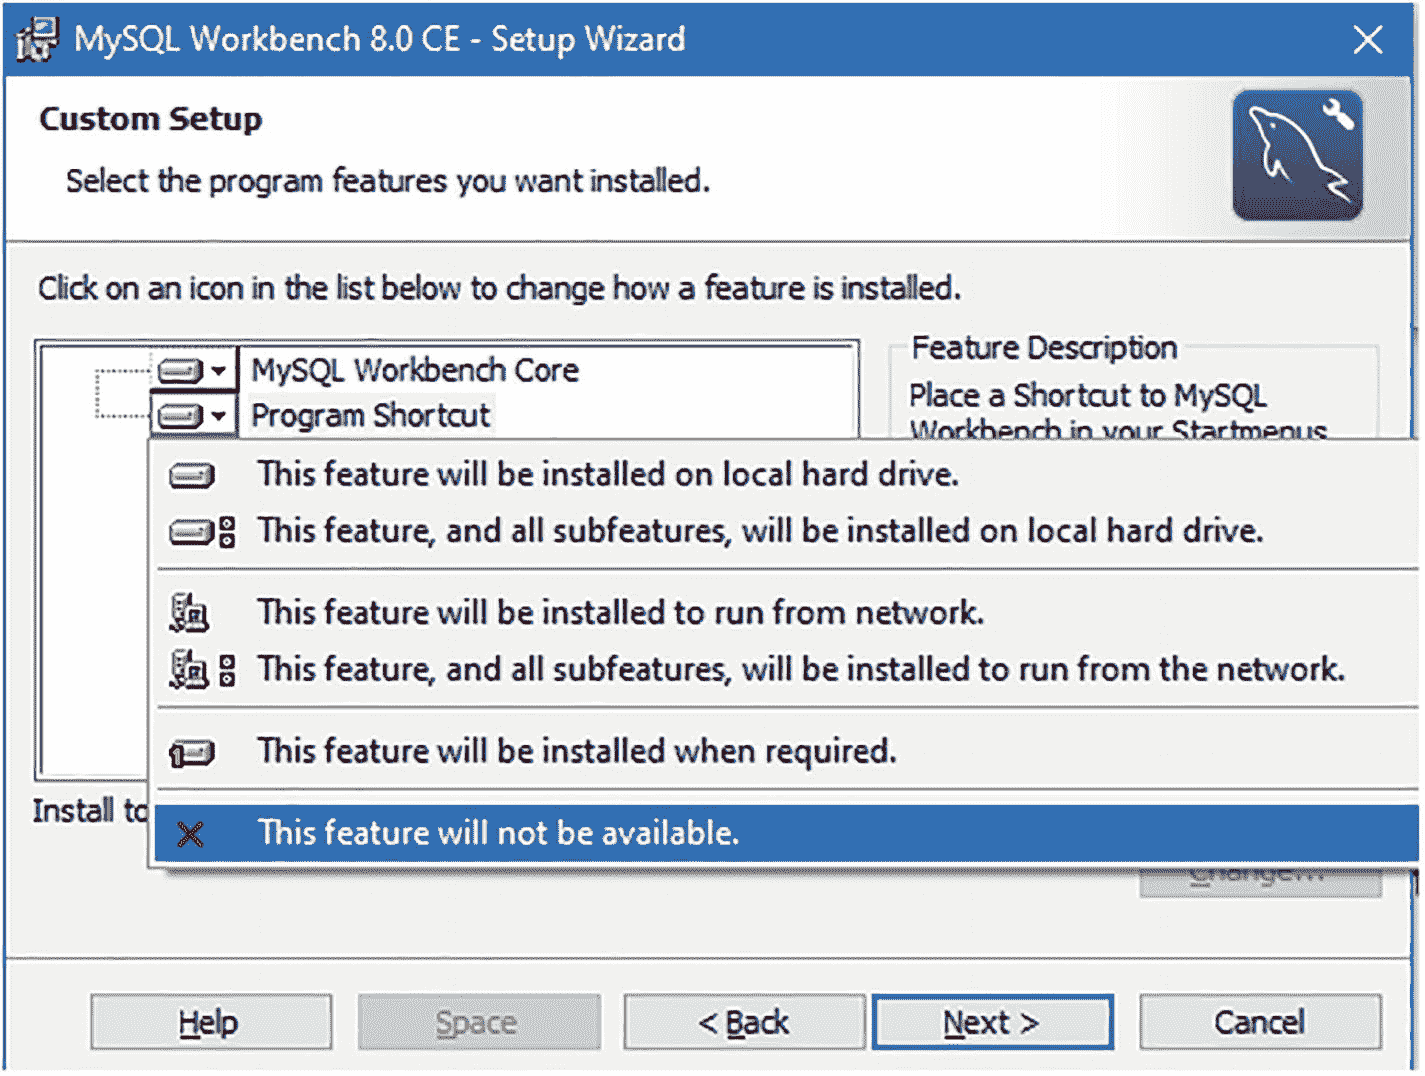 MySQL Workbench 8.0 CE - Setup Wizard
Custom Setup
Select the program features you want installed.
Click on an icon in the list below to change how a feature is installed.
MySQL Workbench Core
Program Shortcut
Feature Description
Place a Shortcut to MySQL
Workbench in your Startmenus
This feature will be installed on local hard drive.
This feature, and all subfeatures, will be installed on local hard drive.
This feature will be installed to run from network.
This feature, and all subfeatures, will be installed to run from the network.
This feature will be installed when required.
Install to
This feature will not be available.
Change...
Help
Space
< Back
Next >
Cancel